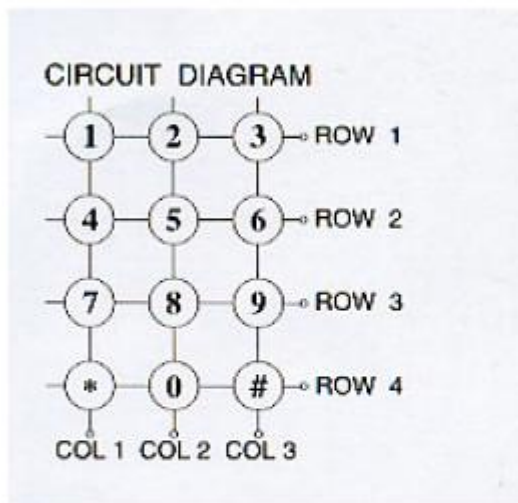 CIRCUIT DIAGRAM
1 2 3 ROW 1
4 5 6 ROW 2
7 8 9 ROW 3
* 0 # ROW 4
COL 1 COL 2 COL 3